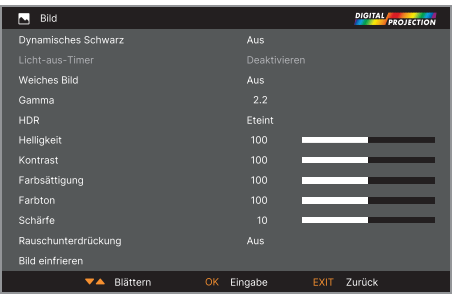 Bild
DIGITAL PROJECTION
Dynamisches Schwarz Aus
Licht-aus-Timer Deaktivieren
Weiches Bild Aus
Gamma 2.2
HDR Eteint
Helligkeit 100
Kontrast 100
Farbsättigung 100
Farbton 100
Schärfe 10
Rauschunterdrückung Aus
Bild einfrieren
Blättern OK Eingabe EXIT Zurück